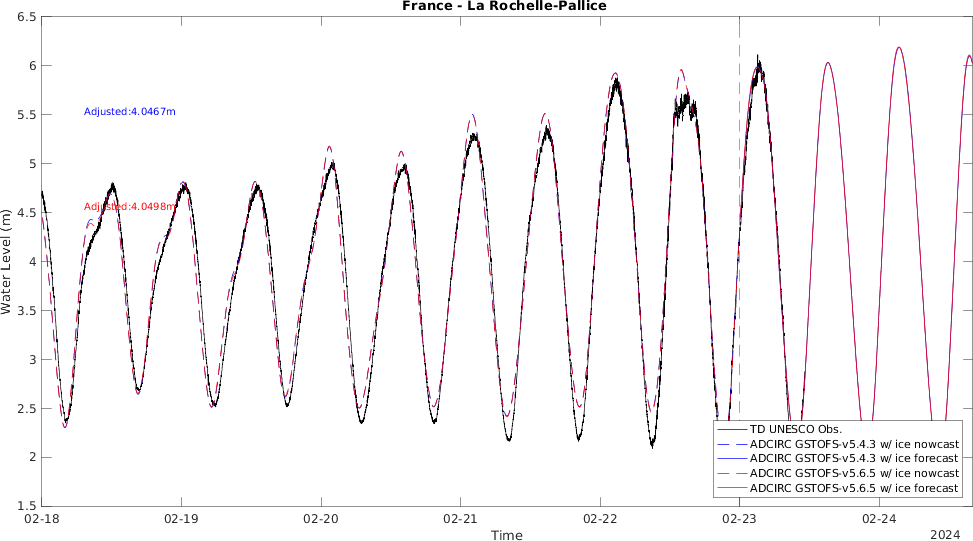 France - La Rochelle-Pallice
6.5
6
5.5
5
4.5
4
3.5
3
2.5
2
1.5
Water Level (m)
Adjusted:4.0467m
Adjusted:4.0498m
TD UNESCO Obs.
ADCIRC GSTOFS-v5.4.3 w/ ice nowcast
ADCIRC GSTOFS-v5.4.3 w/ ice forecast
ADCIRC GSTOFS-v5.6.5 w/ ice nowcast
ADCIRC GSTOFS-v5.6.5 w/ ice forecast
02-18 02-19 02-20 02-21 02-22 02-23 02-24
Time
2024